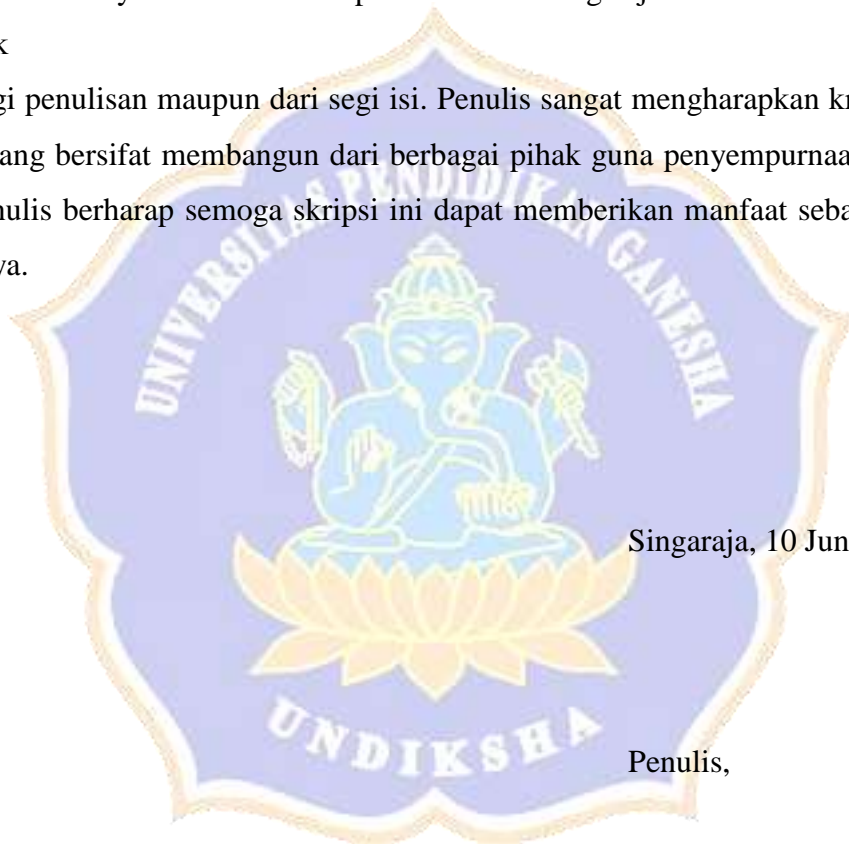 k
gi penulisan maupun dari segi isi. Penulis sangat mengharapkan
ang bersifat membangun dari berbagai pihak guna penyempurnaa
nulis berharap semoga skripsi ini dapat memberikan manfaat seba
ya.
UNIVERSITAS PENDIDIKAN GANESHA
Singaraja, 10 Jun
UNDIKSHA
Penulis,